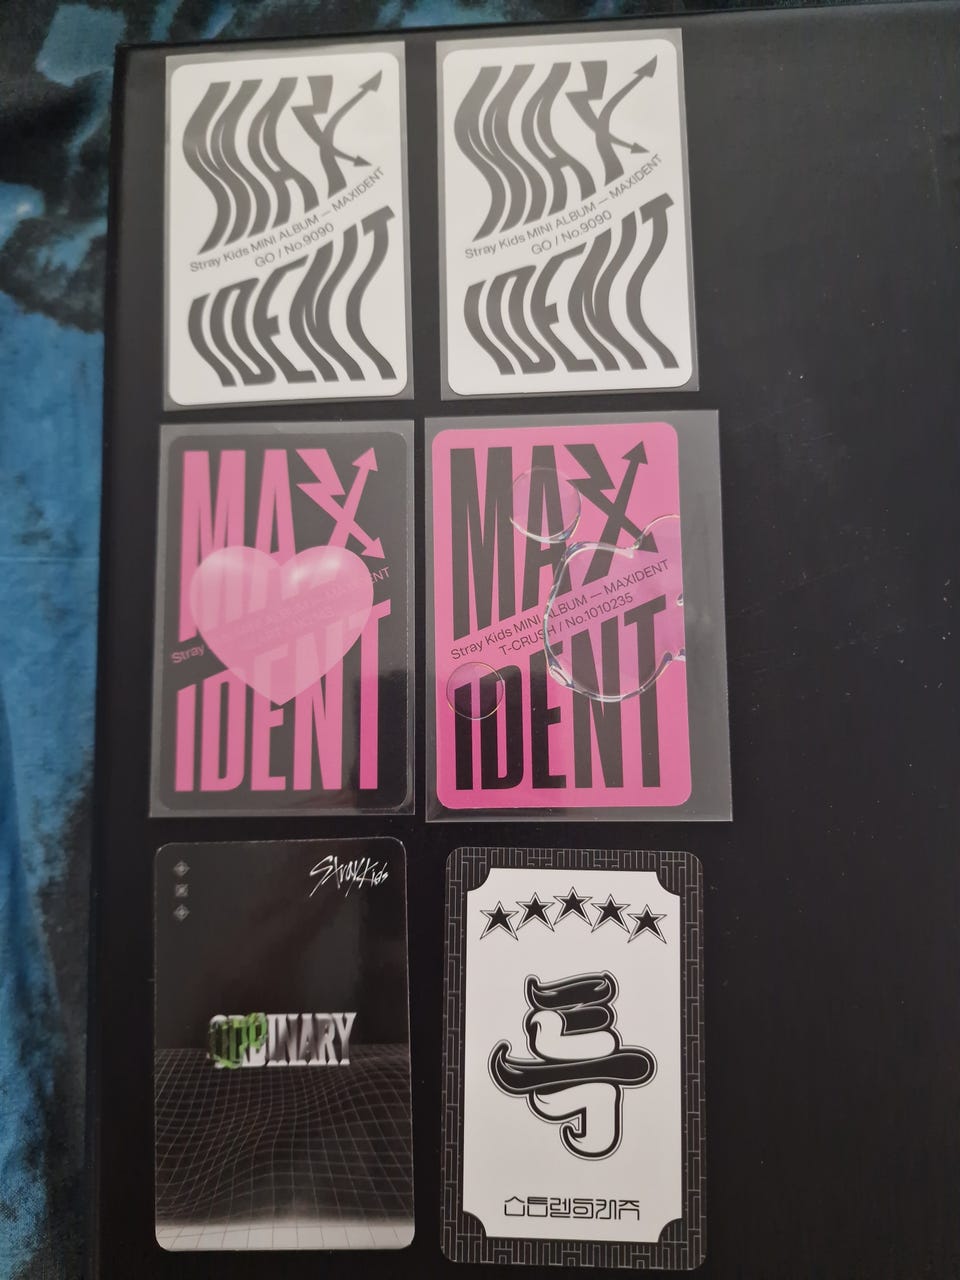 MAX
Stray Kids MINI ALBUM — MAXIDENT
GO / No.9090
IDENT
MAX
Stray Kids MINI ALBUM — MAXIDENT
GO / No.9090
IDENT
MAX
Stray
IDENT
MAX
Stray Kids MINI ALBUM — MAXIDENT
T-CRUSH / No.1010235
IDENT
Stray Kids
ODDINARY
특
스트레이키즈